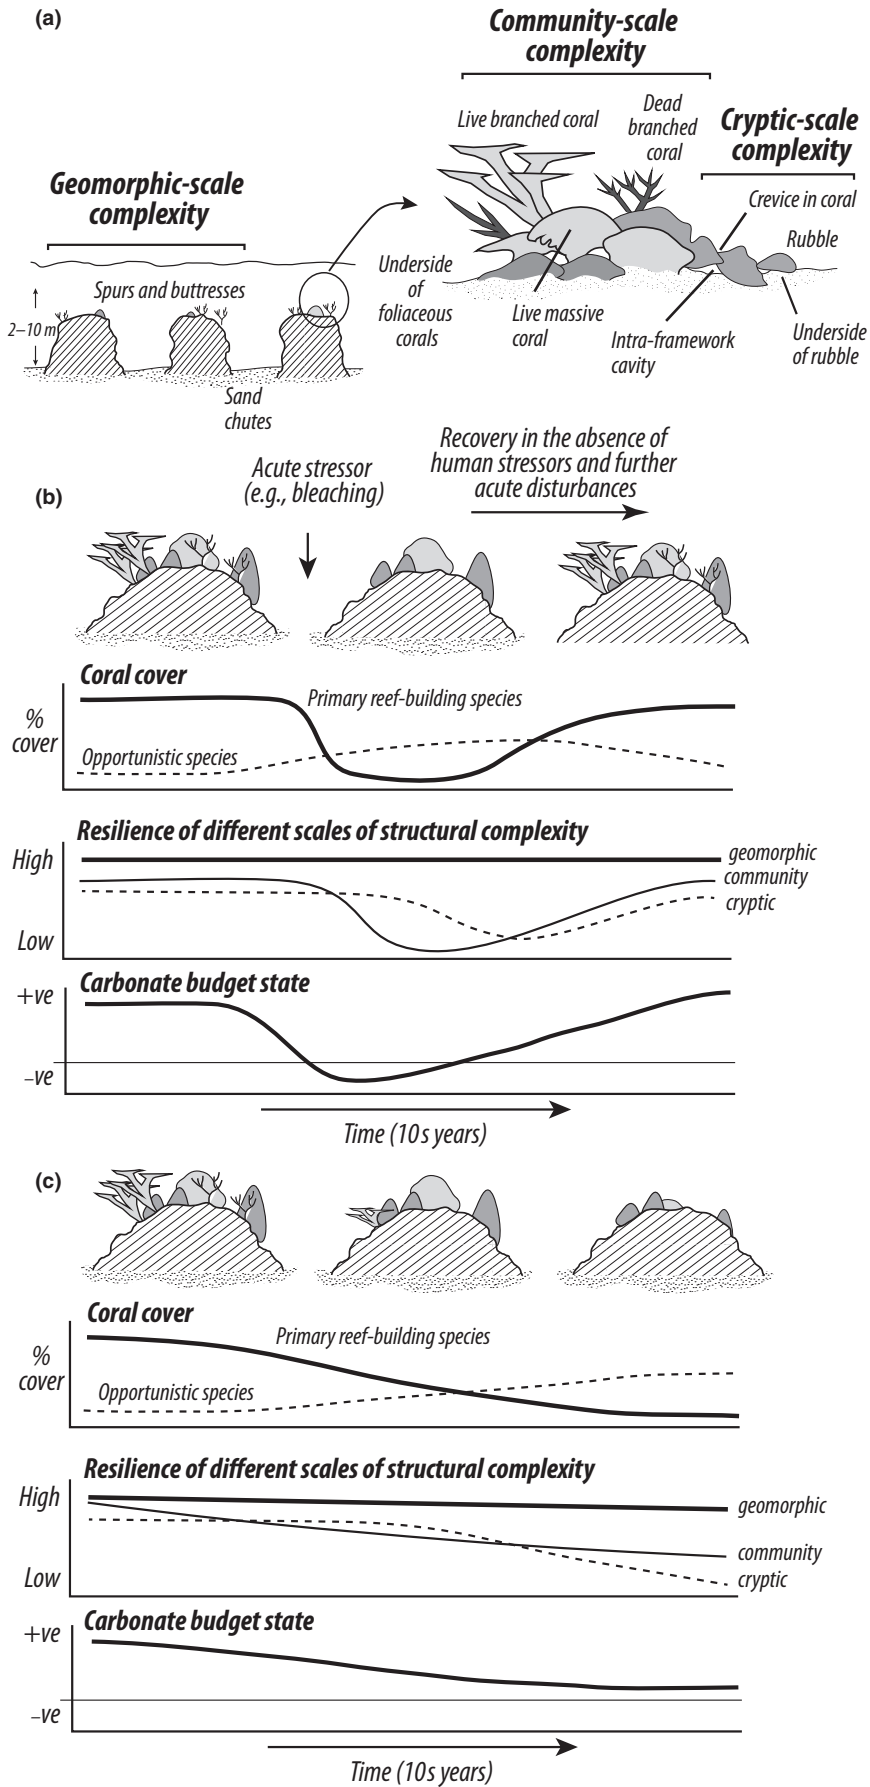 (a)
Community-scale
complexity
Live branched coral
Dead
branched
coral
Cryptic-scale
complexity
Geomorphic-scale
complexity
Crevice in coral
Rubble
Underside
of
foliaceous
corals
Spurs and buttresses
2–10 m
Live massive
coral
Intra-framework
cavity
Underside
of rubble
Sand
chutes
(b)
Acute stressor
(e.g., bleaching)
Recovery in the absence of
human stressors and further
acute disturbances
Coral cover
Primary reef-building species
%
cover
Opportunistic species
Resilience of different scales of structural complexity
High
geomorphic
community
cryptic
Low
Carbonate budget state
+ve
–ve
Time (10s years)
(c)
Coral cover
Primary reef-building species
%
cover
Opportunistic species
Resilience of different scales of structural complexity
High
geomorphic
community
Low
cryptic
Carbonate budget state
+ve
–ve
Time (10s years)